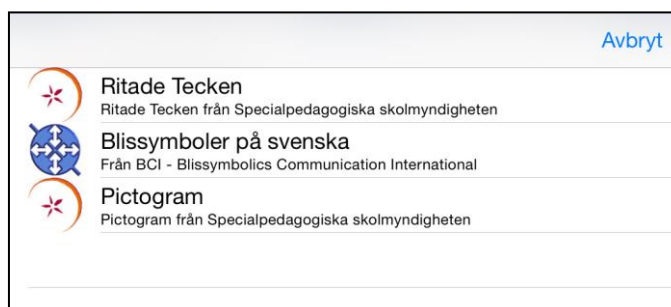 Avbryt
Ritade Tecken
Ritade Tecken från Specialpedagogiska skolmyndigheten
Blissymboler på svenska
Från BCI - Blissymbolics Communication International
Pictogram
Pictogram från Specialpedagogiska skolmyndigheten